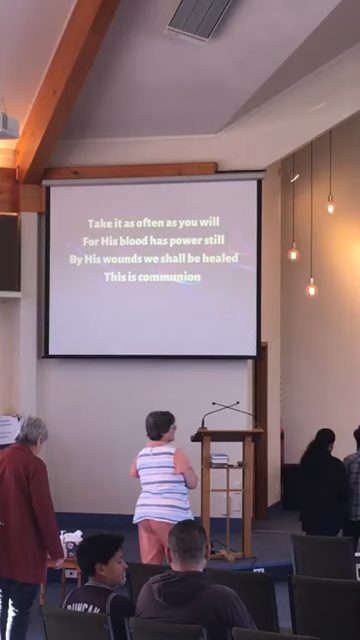 Take it as often as you will
For His blood has power still
By His wounds we shall be healed
This is communion
DUNCAN